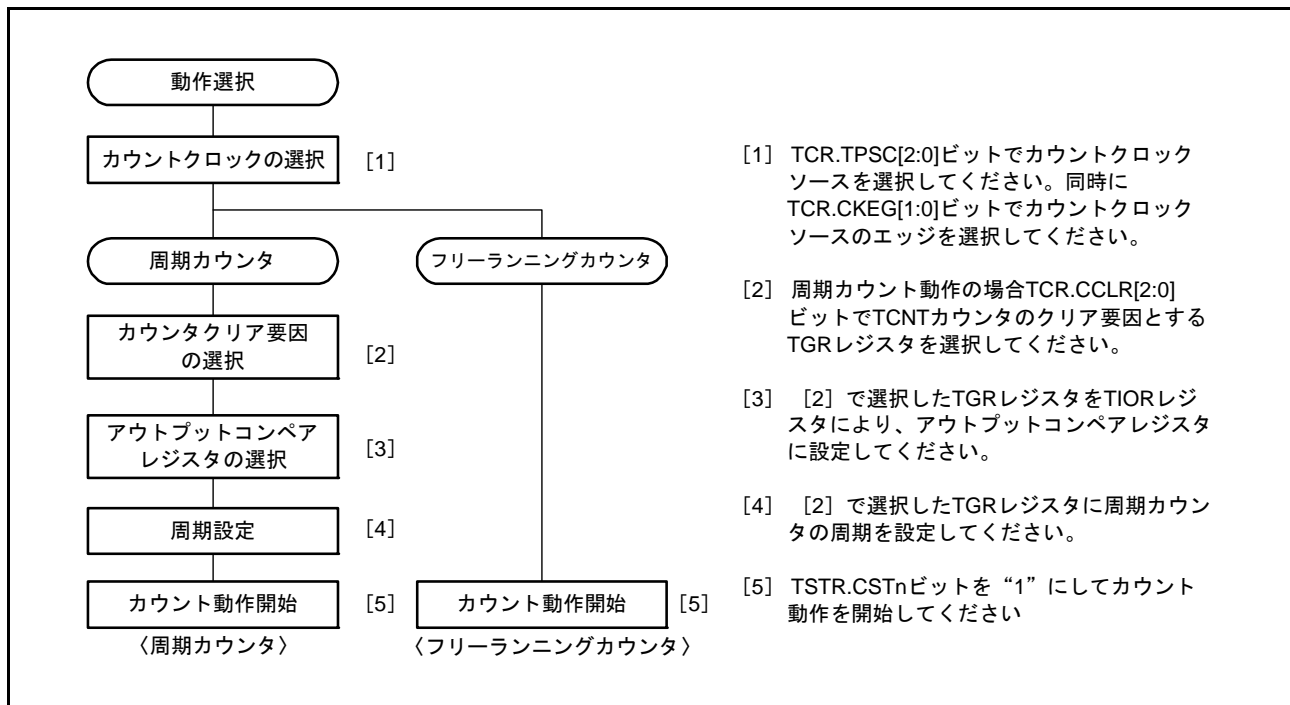 動作選択
カウントクロックの選択 [1]
周期カウンタ
フリーランニングカウンタ
カウンタクリア要因
の選択
[2]
アウトプットコンペア
レジスタの選択
[3]
周期設定 [4]
カウント動作開始 [5]
〈周期カウンタ〉
カウント動作開始 [5]
〈フリーランニングカウンタ〉
[1] TCR.TPSC[2:0]ビットでカウントクロック
ソースを選択してください。同時に
TCR.CKEG[1:0]ビットでカウントクロック
ソースのエッジを選択してください。
[2] 周期カウント動作の場合TCR.CCLR[2:0]
ビットでTCNTカウンタのクリア要因とする
TGRレジスタを選択してください。
[3] [2]で選択したTGRレジスタをTIORレジ
スタにより、アウトプットコンペアレジスタ
に設定してください。
[4] [2]で選択したTGRレジスタに周期カウン
タの周期を設定してください。
[5] TSTR.CSTnビットを“1”にしてカウント
動作を開始してください